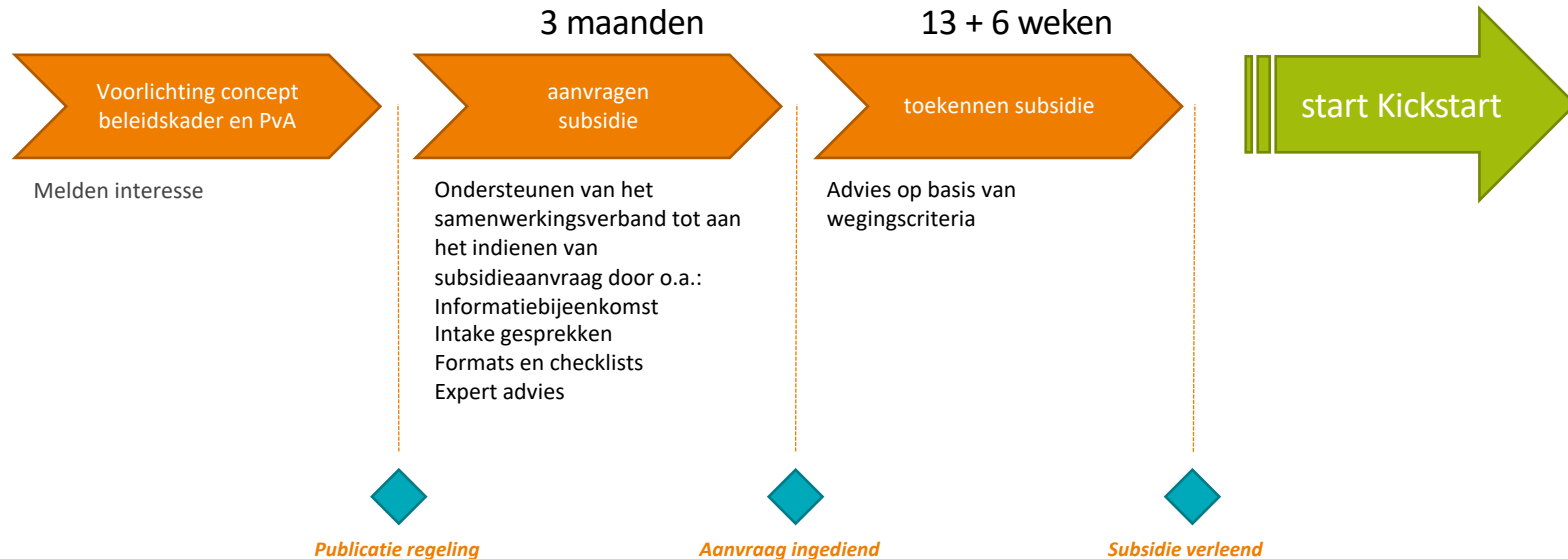 3 maanden
13 + 6 weken
Voorlichting concept
beleidskader en PvA
aanvragen
subsidie
toekennen subsidie
start Kickstart
Melden interesse
Ondersteunen van het
samenwerkingsverband tot aan
het indienen van
subsidieaanvraag door o.a.:
Informatiebijeenkomst
Intake gesprekken
Formats en checklists
Expert advies
Advies op basis van
wegingscriteria
Publicatie regeling
Aanvraag ingediend
Subsidie verleend